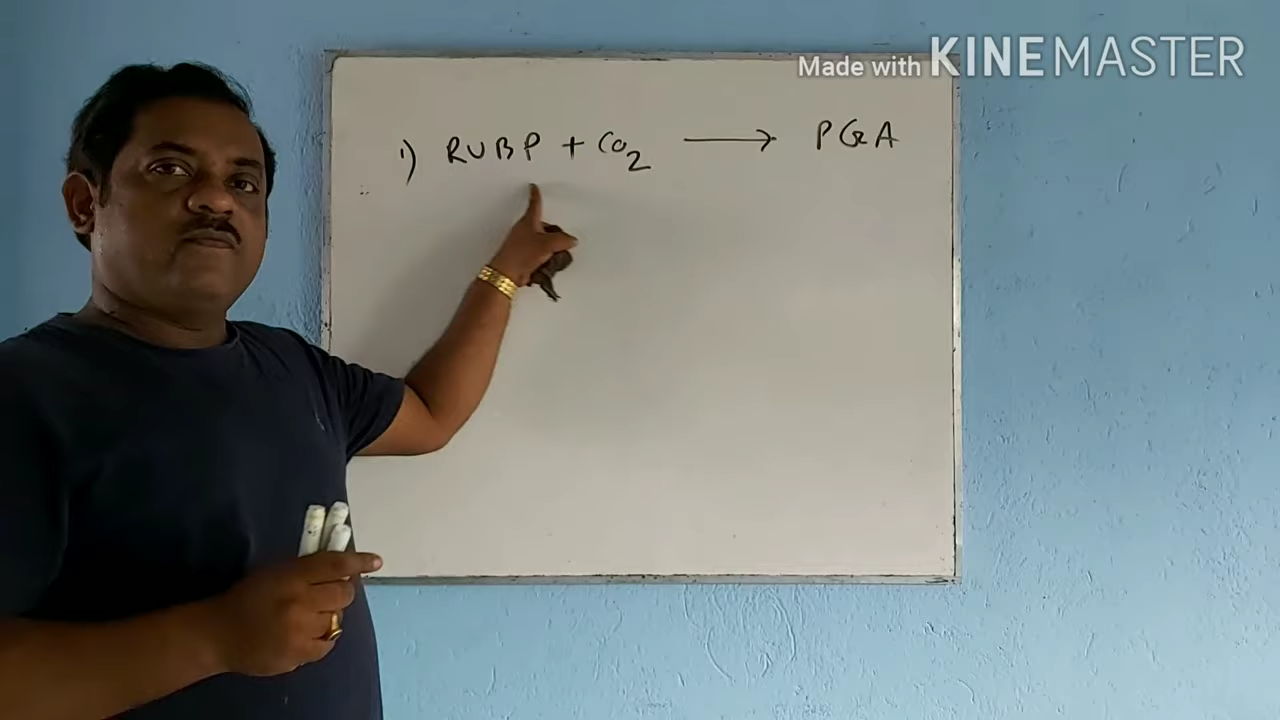 Made with KINEMASTER
1) RUBP + CO2 ⟶ PGA